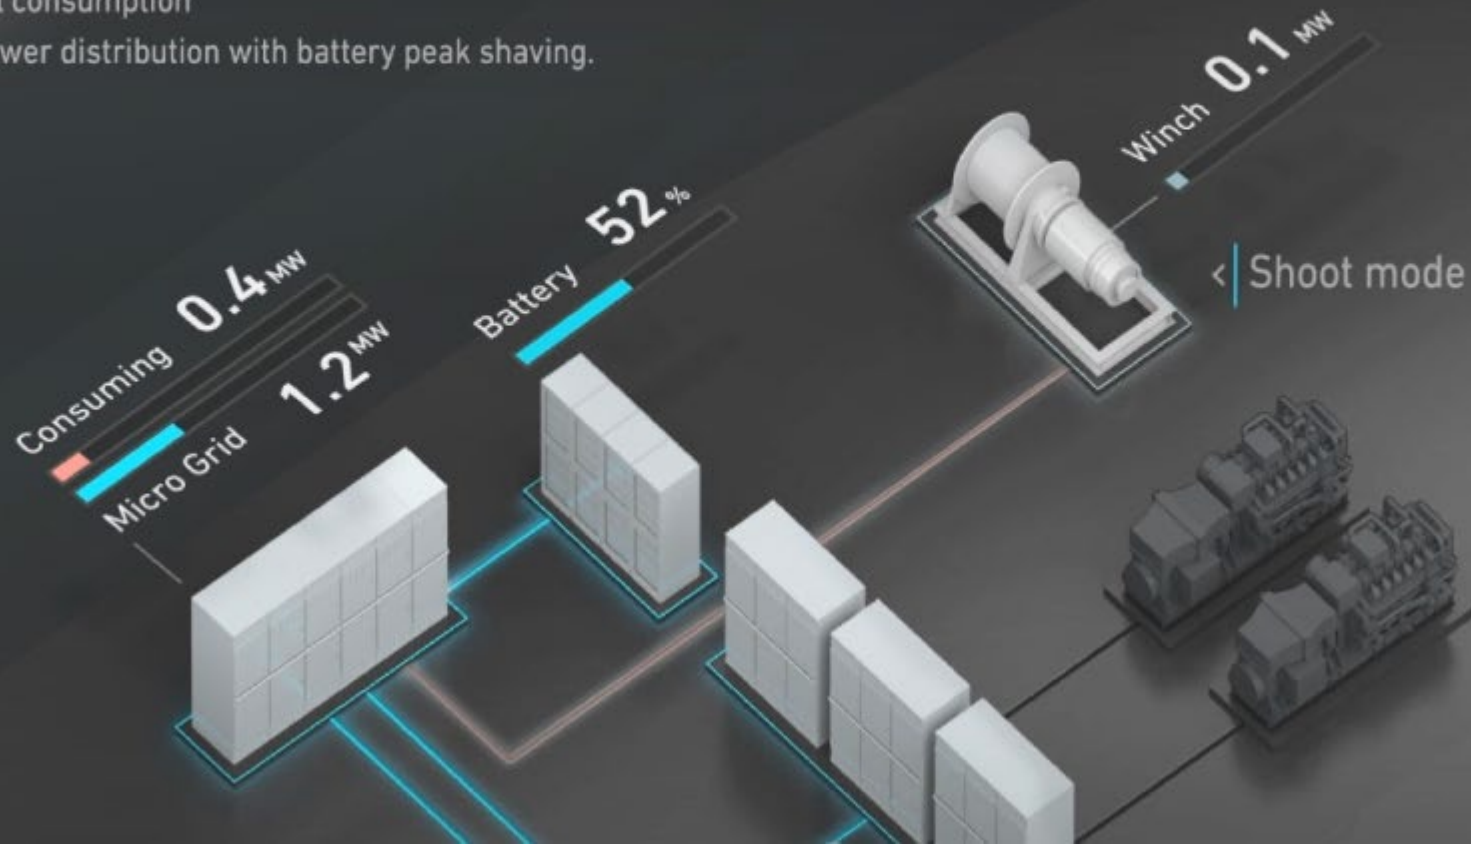 consumption
wer distribution with battery peak shaving.
Winch 0.1 MW
Battery 52 %
< Shoot mode
Consuming 0.4 MW
Micro Grid 1.2 MW